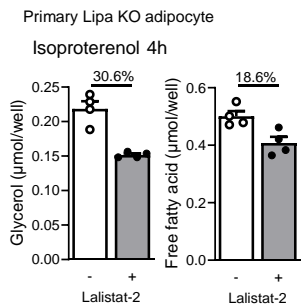 Primary Lipa KO adipocyte
Isoproterenol 4h
30.6%
Glycerol (μmol/well)
0.25
0.20
0.15
0.10
0.05
0.00
- +
Lalistat-2
18.6%
Free fatty acid (μmol/well)
0.6
0.4
0.2
0.0
- +
Lalistat-2